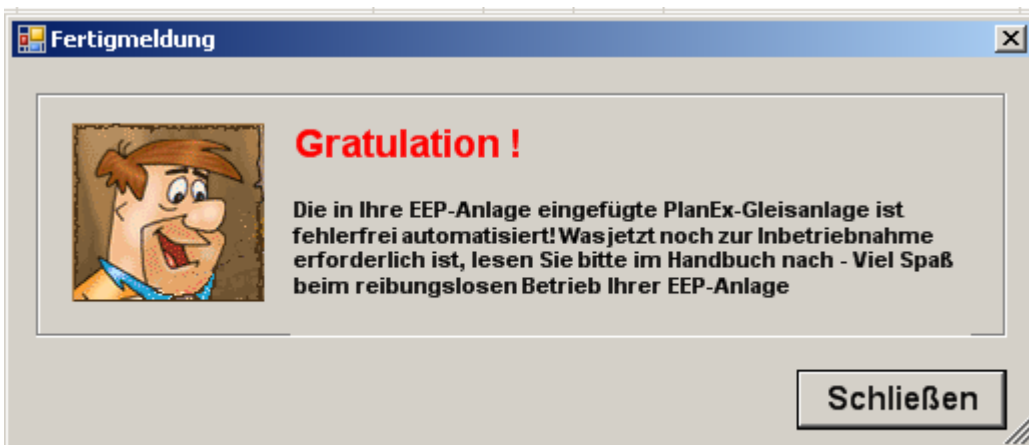 Fertigmeldung
Gratulation !
Die in Ihre EEP-Anlage eingefügte PlanEx-Gleisanlage ist
fehlerfrei automatisiert! Was jetzt noch zur Inbetriebnahme
erforderlich ist, lesen Sie bitte im Handbuch nach - Viel Spaß
beim reibungslosen Betrieb Ihrer EEP-Anlage
Schließen